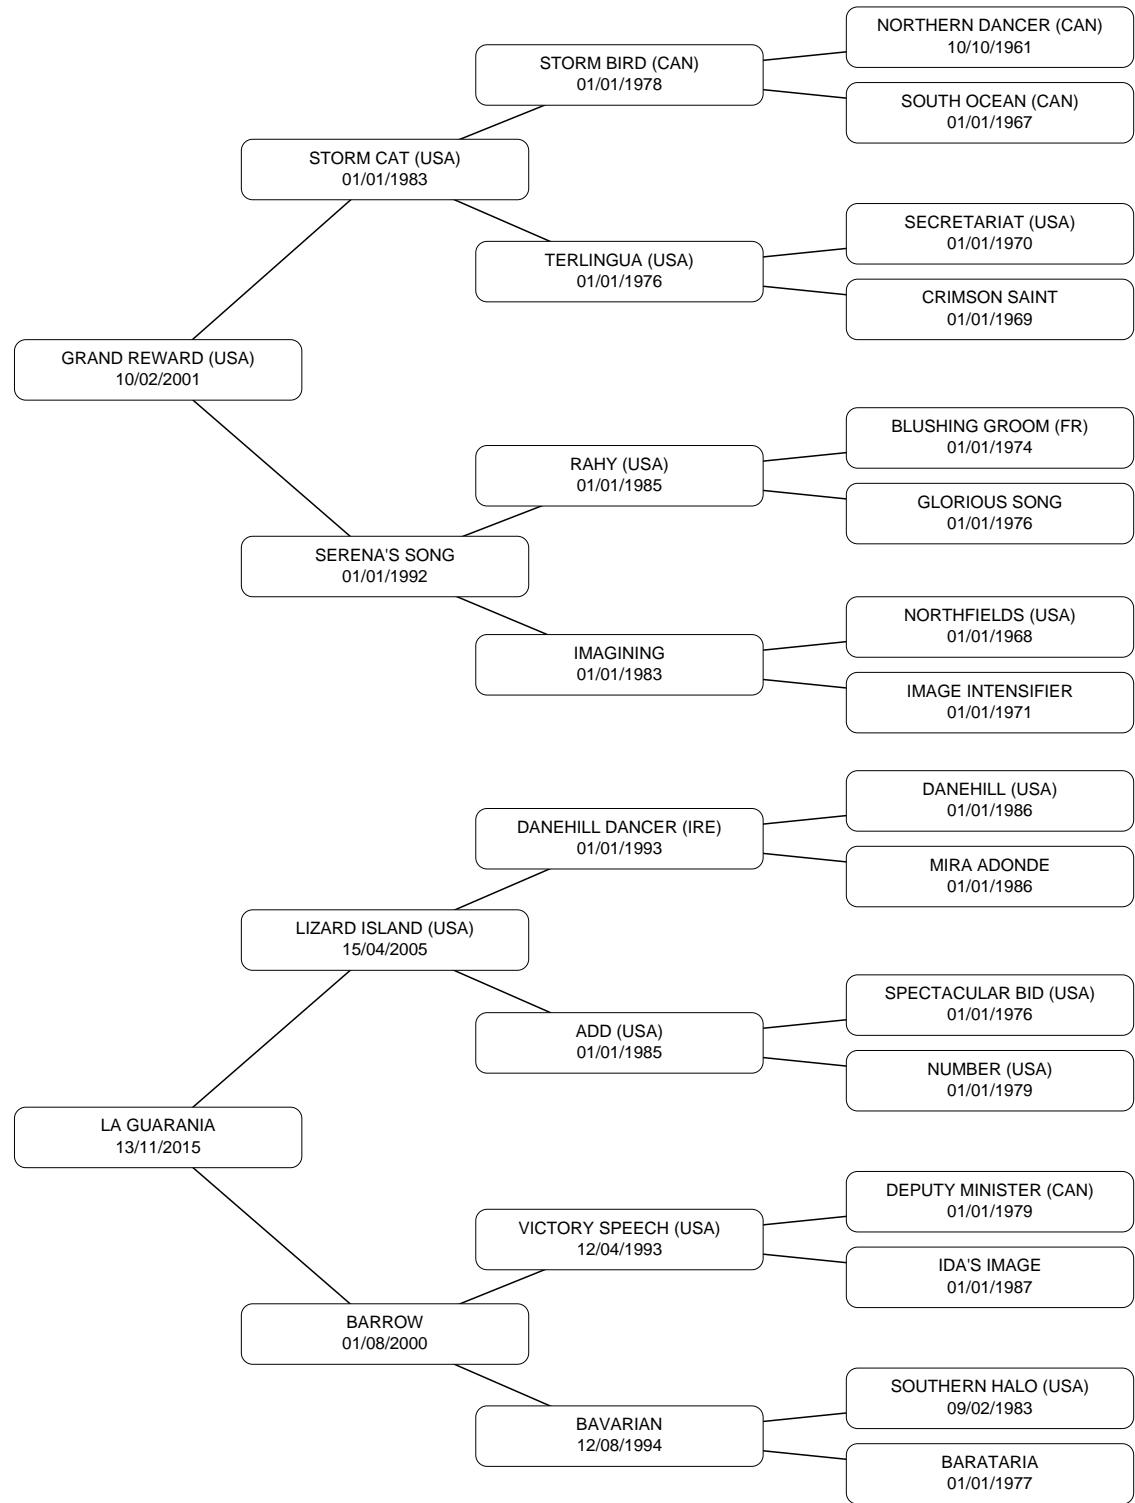 NORTHERN DANCER (CAN)
10/10/1961
STORM BIRD (CAN)
01/01/1978
SOUTH OCEAN (CAN)
01/01/1967
STORM CAT (USA)
01/01/1983
SECRETARIAT (USA)
01/01/1970
TERLINGUA (USA)
01/01/1976
CRIMSON SAINT
01/01/1969
GRAND REWARD (USA)
10/02/2001
BLUSHING GROOM (FR)
01/01/1974
RAHY (USA)
01/01/1985
GLORIOUS SONG
01/01/1976
SERENA'S SONG
01/01/1992
NORTHFIELDS (USA)
01/01/1968
IMAGINING
01/01/1983
IMAGE INTENSIFIER
01/01/1971
DANEHILL (USA)
01/01/1986
DANEHILL DANCER (IRE)
01/01/1993
MIRA ADONDE
01/01/1986
LIZARD ISLAND (USA)
15/04/2005
SPECTACULAR BID (USA)
01/01/1976
ADD (USA)
01/01/1985
NUMBER (USA)
01/01/1979
LA GUARANIA
13/11/2015
DEPUTY MINISTER (CAN)
01/01/1979
VICTORY SPEECH (USA)
12/04/1993
IDA'S IMAGE
01/01/1987
BARROW
01/08/2000
SOUTHERN HALO (USA)
09/02/1983
BAVARIAN
12/08/1994
BARATARIA
01/01/1977